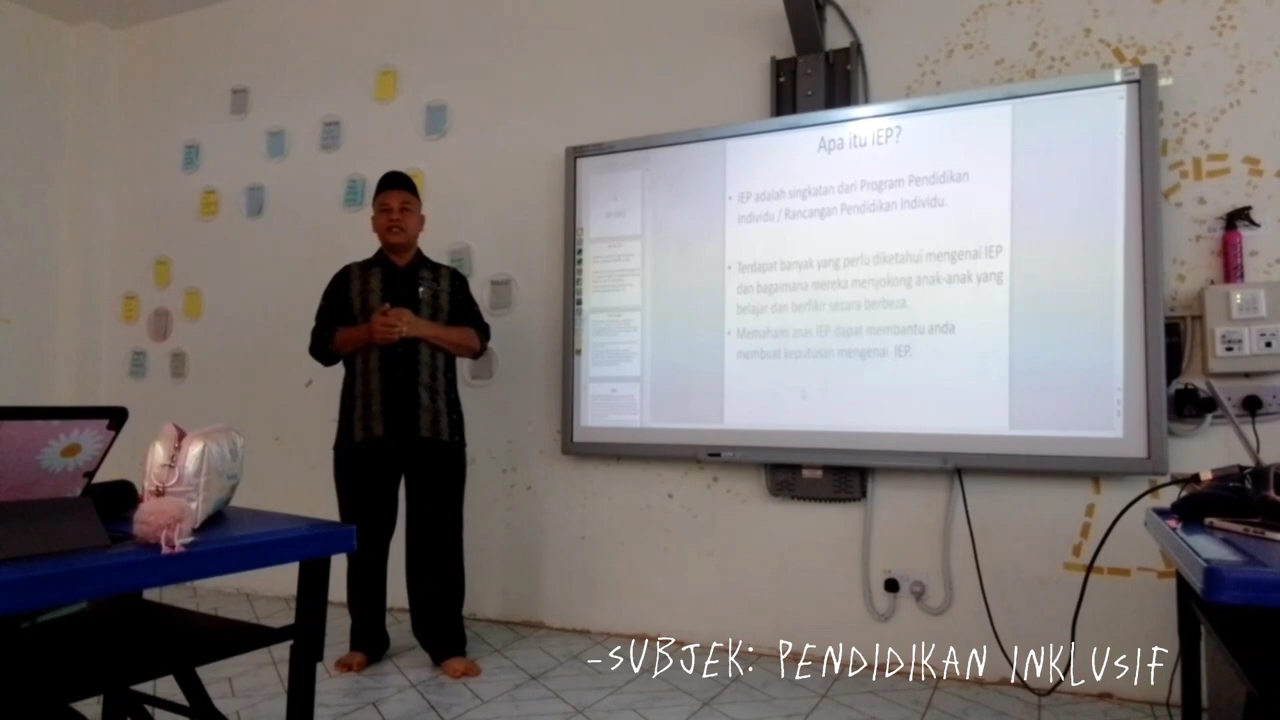 Apa itu IEP?
• IEP adalah singkatan dari Program Pendidikan
Individu / Rancangan Pendidikan Individu.
• Terdapat banyak yang perlu diketahui mengenai IEP
dan bagaimana mereka menyokong anak-anak yang
belajar dan berfikir secara berbeza.
• Memahami asas IEP dapat membantu anda
membuat keputusan mengenai IEP.
-SUBJEK: PENDIDIKAN INKLUSIF